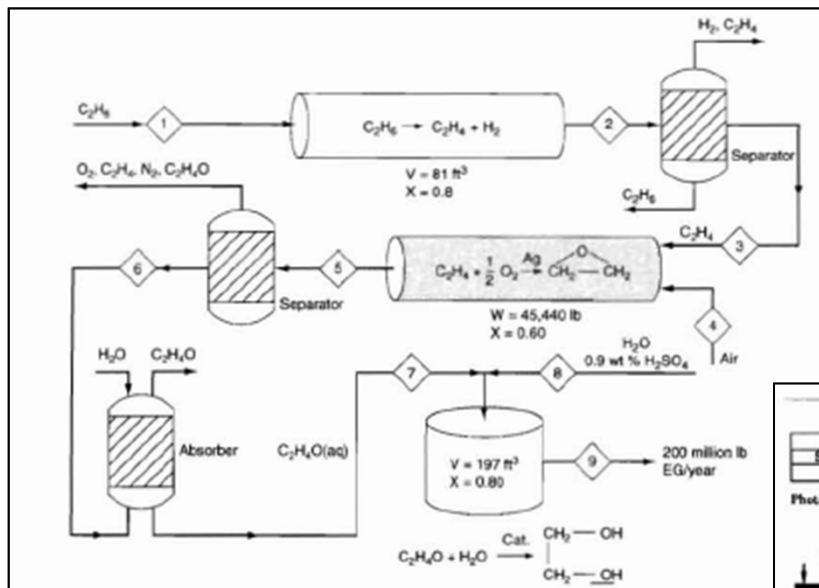 H₂, C₂H₄
C₂H₆
1
C₂H₆ → C₂H₄ + H₂
2
Separator
V = 81 ft³
X = 0.8
C₂H₆
O₂, C₂H₄, N₂, C₂H₄O
C₂H₄
3
6
5
Separator
C₂H₄ + 1/2 O₂ Ag → CH₂ — CH₂
O
W = 45,440 lb
X = 0.60
4
Air
H₂O
0.9 wt % H₂SO₄
H₂O
C₂H₄O
7
8
Absorber
C₂H₄O(aq)
V = 197 ft³
X = 0.80
9
200 million lb
EG/year
C₂H₄O + H₂O Cat. → CH₂ — OH
CH₂ — OH